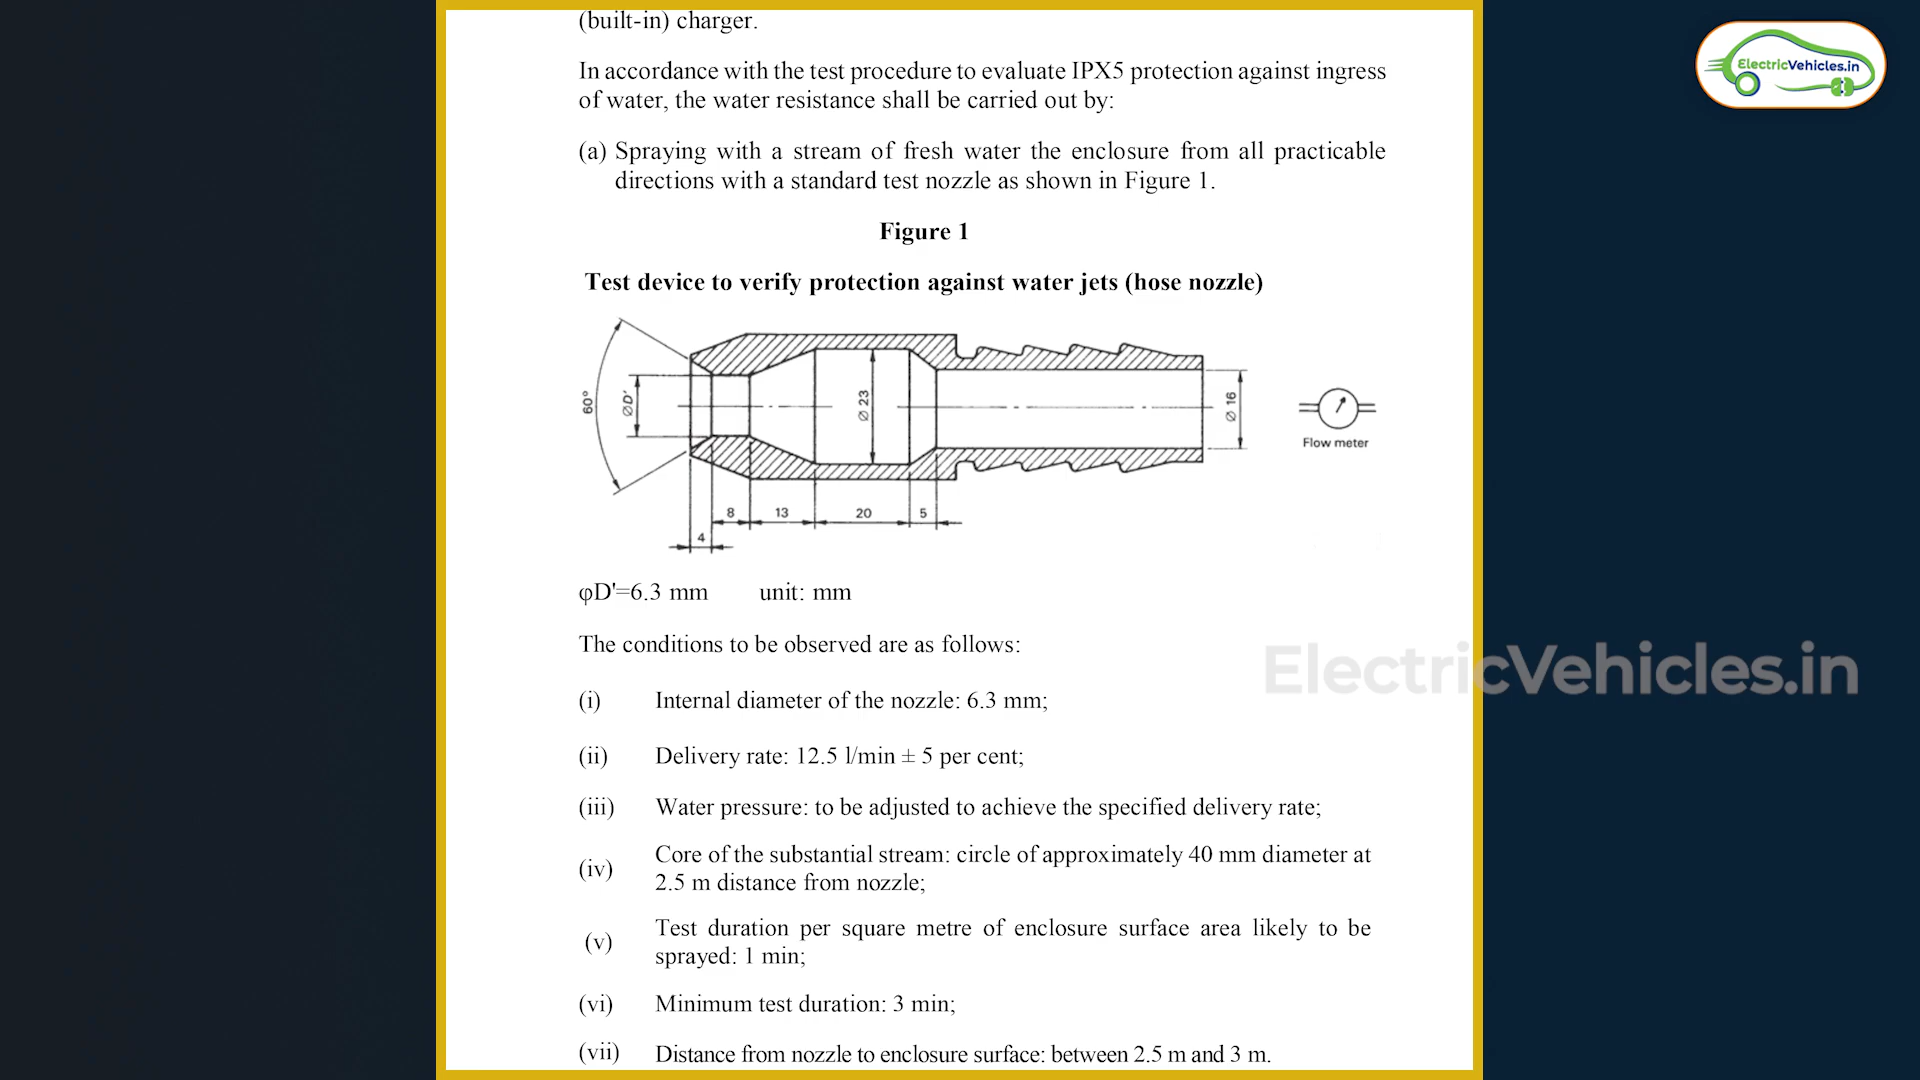 (built-in) charger.
ElectricVehicles.in
In accordance with the test procedure to evaluate IPX5 protection against ingress
of water, the water resistance shall be carried out by:
(a) Spraying with a stream of fresh water the enclosure from all practicable
directions with a standard test nozzle as shown in Figure 1.
Figure 1
Test device to verify protection against water jets (hose nozzle)
60°
ØD'
Ø 23
Ø 16
Flow meter
8
13
20
5
4
φD'=6.3 mm unit: mm
The conditions to be observed are as follows:
ElectricVehicles.in
(i) Internal diameter of the nozzle: 6.3 mm;
(ii) Delivery rate: 12.5 l/min ± 5 per cent;
(iii) Water pressure: to be adjusted to achieve the specified delivery rate;
(iv) Core of the substantial stream: circle of approximately 40 mm diameter at
2.5 m distance from nozzle;
(v) Test duration per square metre of enclosure surface area likely to be
sprayed: 1 min;
(vi) Minimum test duration: 3 min;
(vii) Distance from nozzle to enclosure surface: between 2.5 m and 3 m.